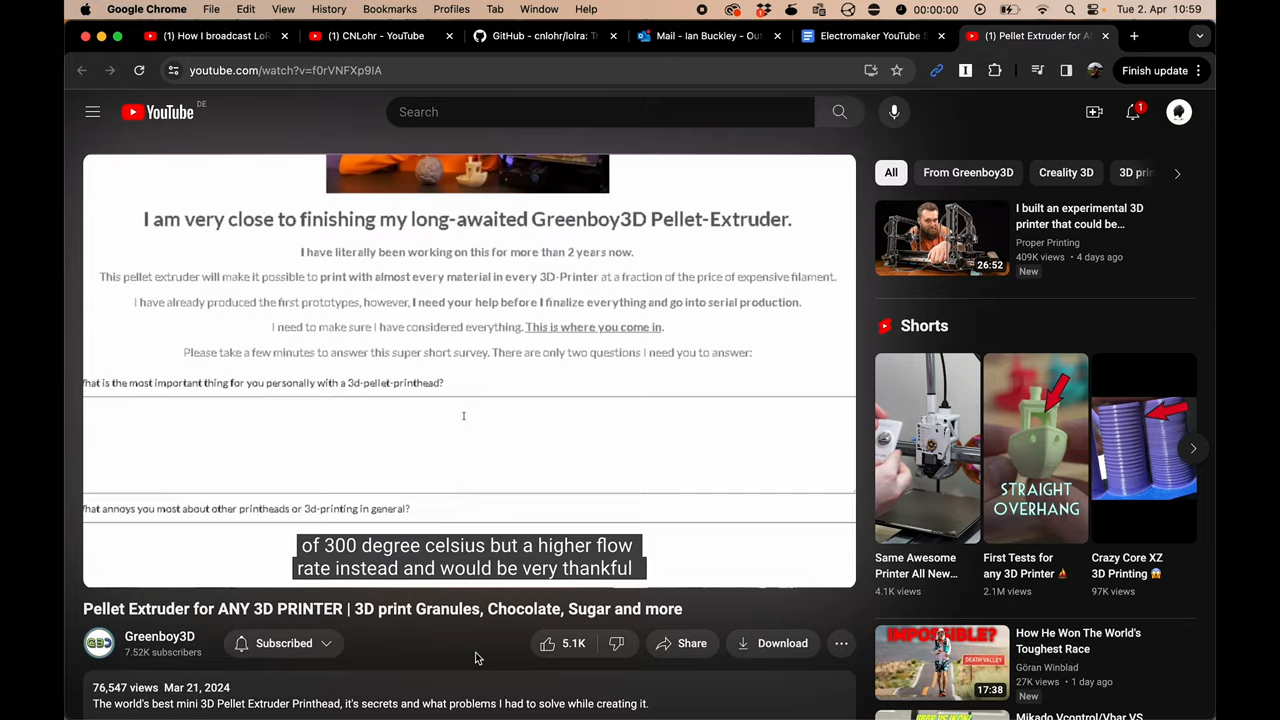 Google Chrome File Edit View History Bookmarks Profiles Tab Window Help 00:00:00 Tue 2. Apr 10:59
(1) How I broadcast LoR
(1) CNLohr - YouTube
GitHub - cnlohr/lolra: Tr
Mail - Ian Buckley - Out
Electromaker YouTube S
(1) Pellet Extruder for A
youtube.com/watch?v=f0rVNFXp9IA
Finish update
YouTube DE
Search
1
I am very close to finishing my long-awaited Greenboy3D Pellet-Extruder.
I have literally been working on this for more than 2 years now.
This pellet extruder will make it possible to print with almost every material in every 3D-Printer at a fraction of the price of expensive filament.
I have already produced the first prototypes, however, I need your help before I finalize everything and go into serial production.
I need to make sure I have considered everything. This is where you come in.
Please take a few minutes to answer this super short survey. There are only two questions I need you to answer:
hat is the most important thing for you personally with a 3d-pellet-printhead?
hat annoys you most about other printheads or 3d-printing in general?
of 300 degree celsius but a higher flow
rate instead and would be very thankful
Pellet Extruder for ANY 3D PRINTER | 3D print Granules, Chocolate, Sugar and more
GBD
Greenboy3D
7.52K subscribers
Subscribed
5.1K
Share
Download
76,547 views Mar 21, 2024
The world's best mini 3D Pellet Extruder Printhead, it's secrets and what problems I had to solve while creating it.
All
From Greenboy3D
Creality 3D
3D prin
I built an experimental 3D
printer that could be...
Proper Printing
409K views • 4 days ago
New
26:52
Shorts
STRAIGHT
OVERHANG
Same Awesome
Printer All New...
4.1K views
First Tests for
any 3D Printer 🔥
2.1M views
Crazy Core XZ
3D Printing 😱
97K views
IMPOSSIBLE?
DEATH VALLEY
17:38
How He Won The World's
Toughest Race
Göran Winblad
27K views • 1 day ago
New
Mikado Vcontrol/Vbar VS